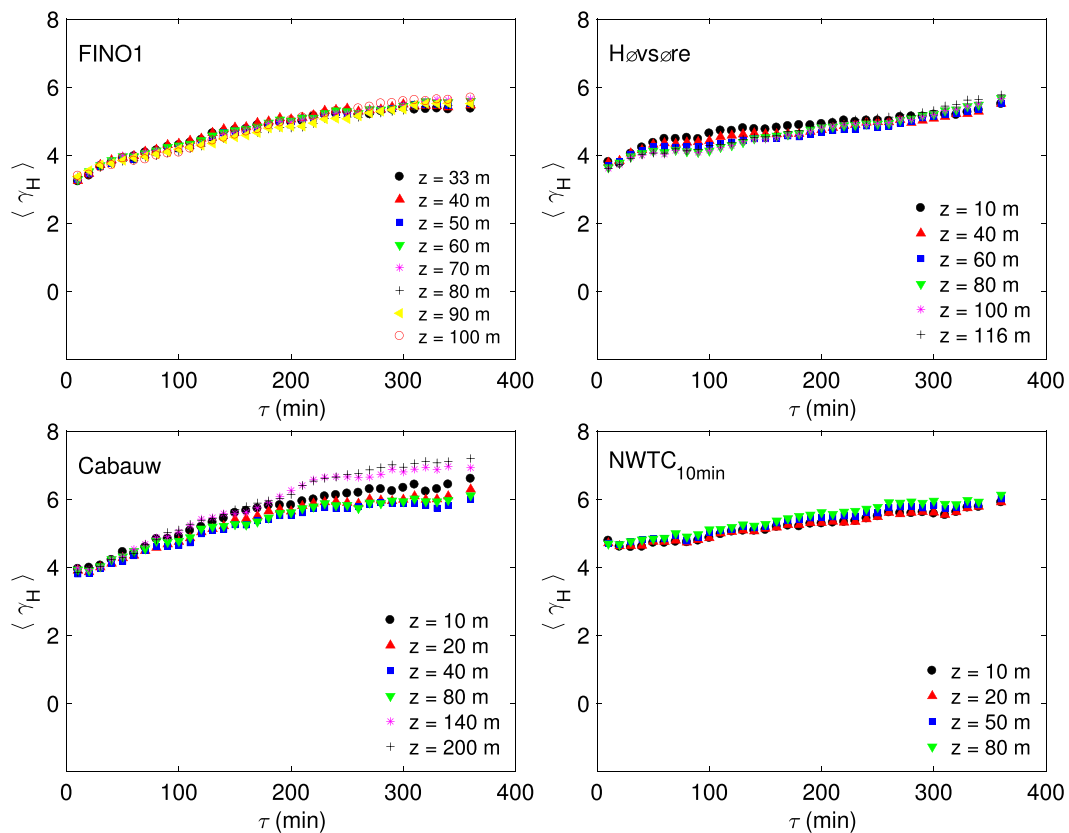 FINO1
8
6
4
2
0
⟨ γH ⟩
z = 33 m
z = 40 m
z = 50 m
z = 60 m
z = 70 m
z = 80 m
z = 90 m
z = 100 m
0 100 200 300 400
τ (min)
Høvsøre
8
6
4
2
0
⟨ γH ⟩
z = 10 m
z = 40 m
z = 60 m
z = 80 m
z = 100 m
z = 116 m
0 100 200 300 400
τ (min)
Cabauw
8
6
4
2
0
⟨ γH ⟩
z = 10 m
z = 20 m
z = 40 m
z = 80 m
z = 140 m
z = 200 m
0 100 200 300 400
τ (min)
NWTC10min
8
6
4
2
0
⟨ γH ⟩
z = 10 m
z = 20 m
z = 50 m
z = 80 m
0 100 200 300 400
τ (min)